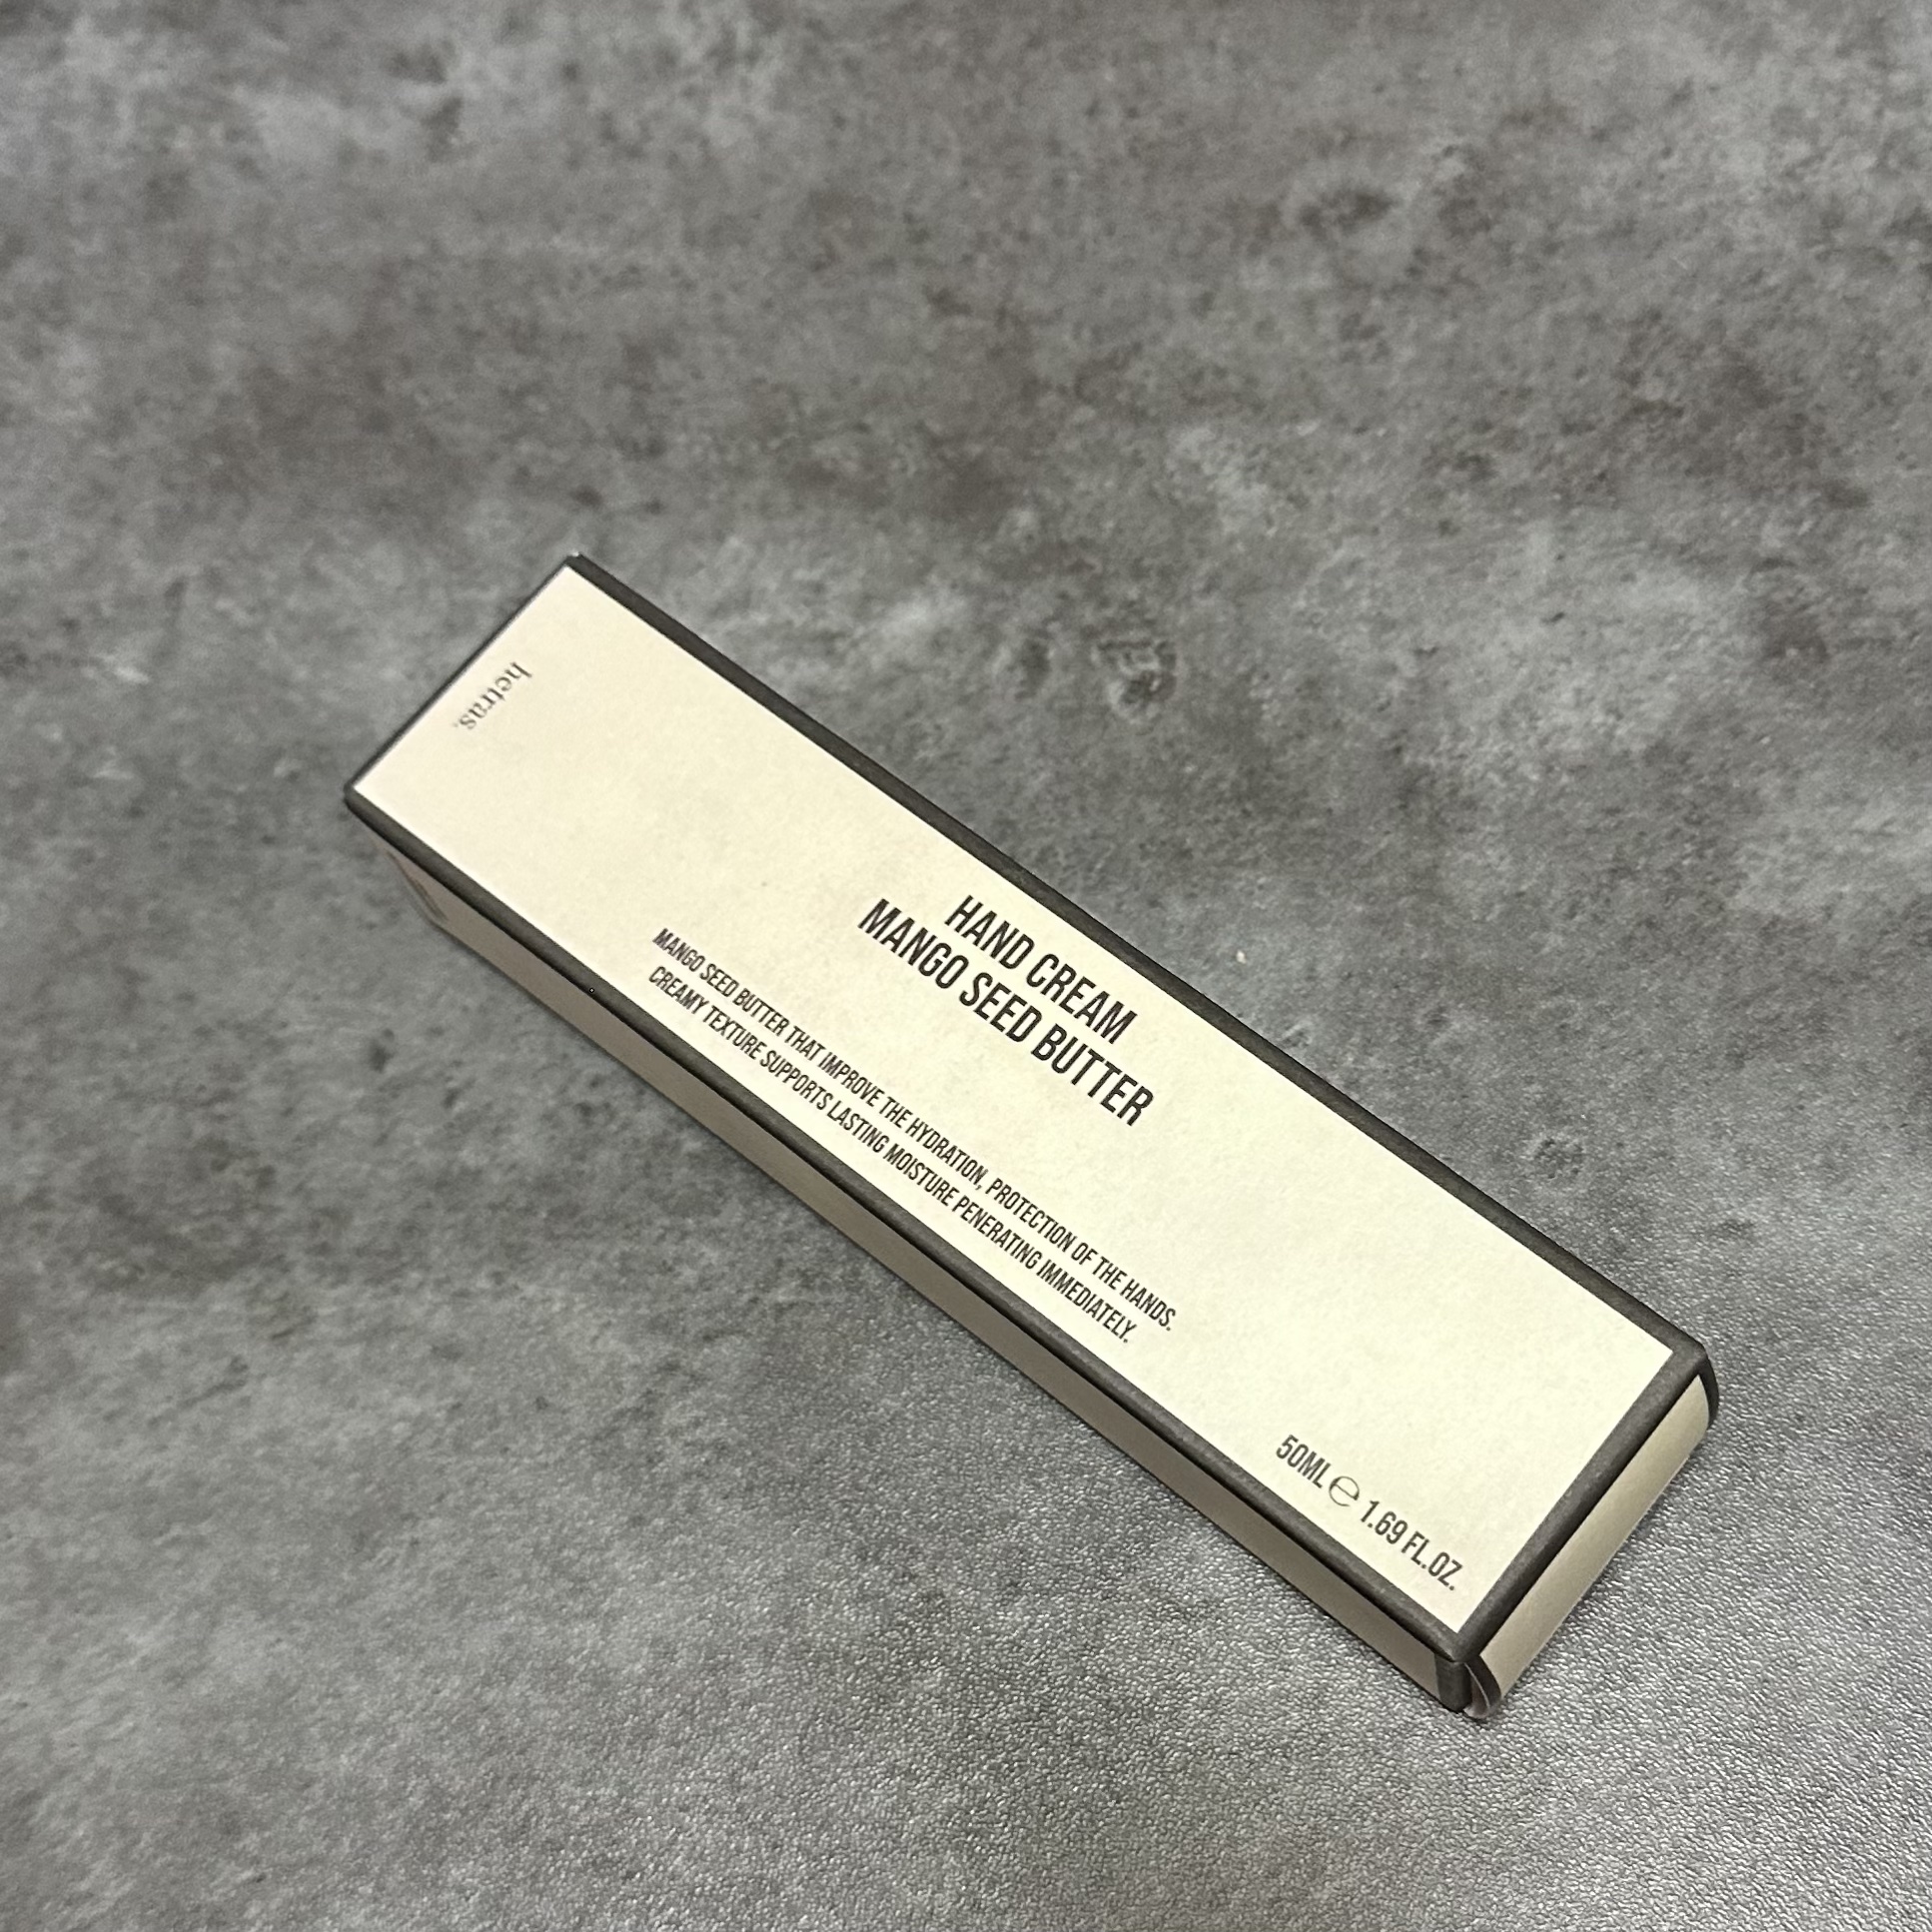 hetras.
HAND CREAM
MANGO SEED BUTTER
MANGO SEED BUTTER THAT IMPROVE THE HYDRATION, PROTECTION OF THE HANDS.
CREAMY TEXTURE SUPPORTS LASTING MOISTURE PENERATING IMMEDIATELY.
50ML ℮ 1.69 FL.OZ.